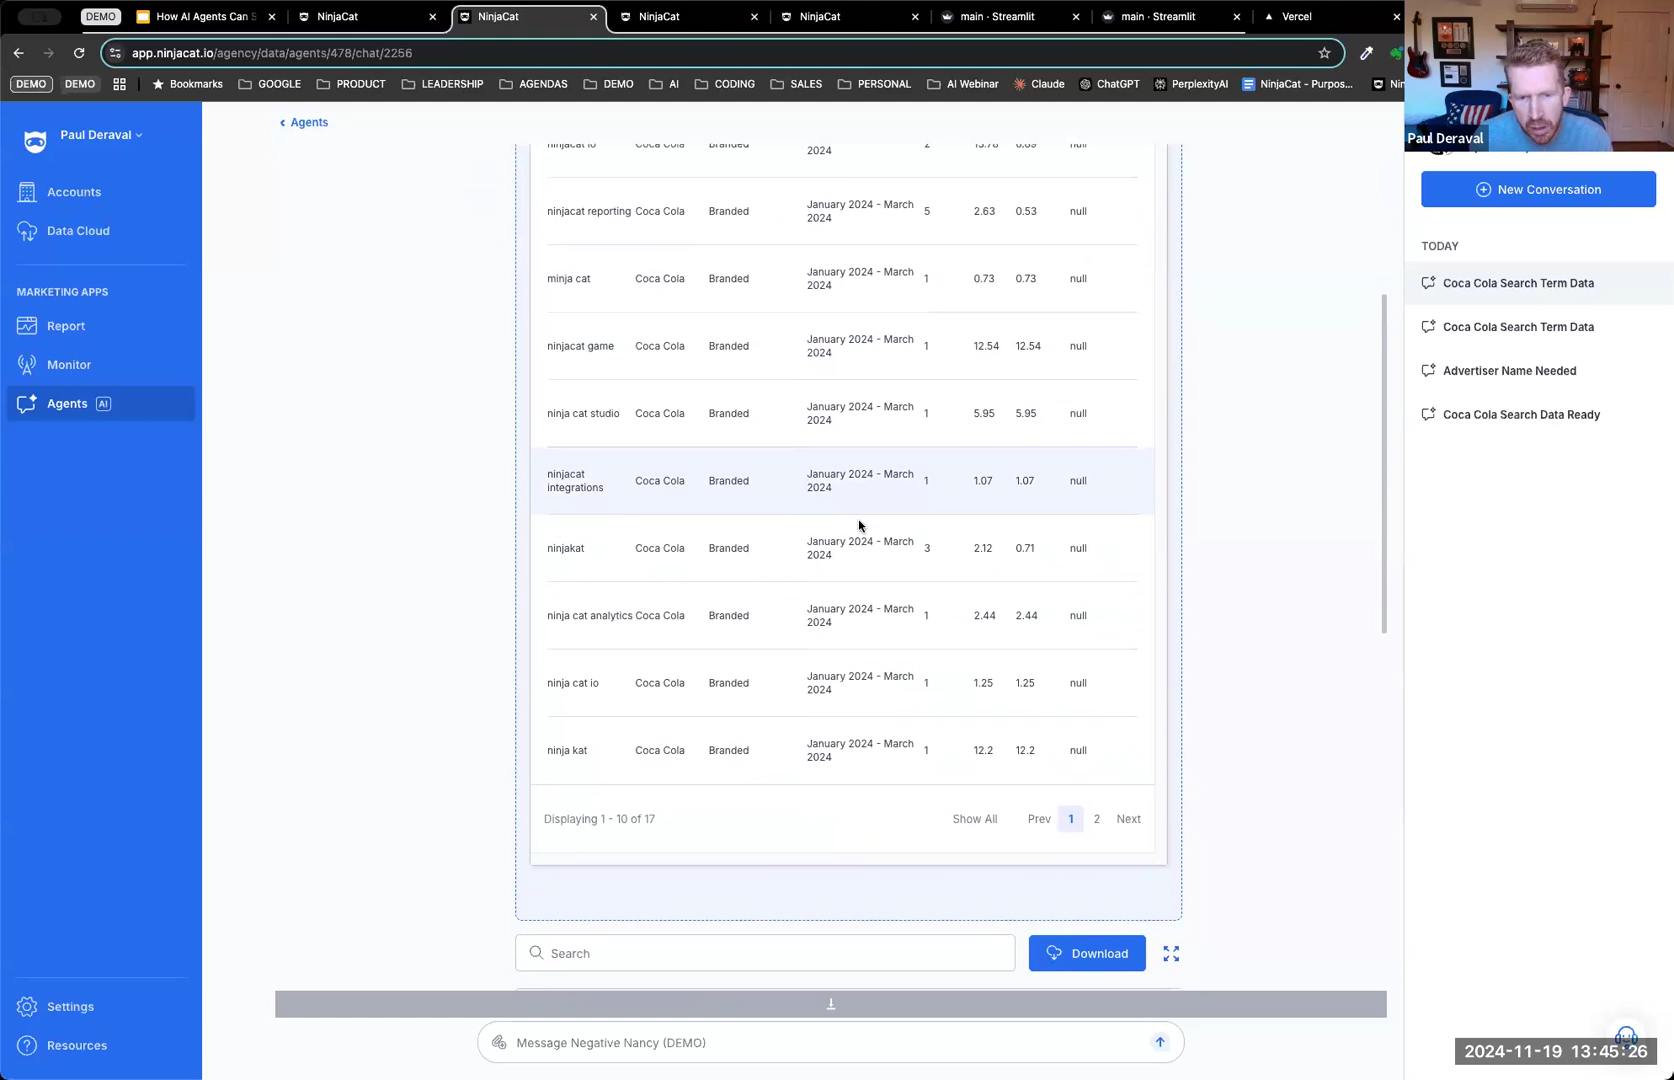 DEMO
How AI Agents Can S
NinjaCat
NinjaCat
NinjaCat
NinjaCat
main · Streamlit
main · Streamlit
Vercel
app.ninjacat.io/agency/data/agents/478/chat/2256
DEMO
DEMO
Bookmarks
GOOGLE
PRODUCT
LEADERSHIP
AGENDAS
DEMO
AI
CODING
SALES
PERSONAL
AI Webinar
Claude
ChatGPT
PerplexityAI
NinjaCat - Purpos...
Nin
Paul Deraval
Paul Deraval
Accounts
Data Cloud
MARKETING APPS
Report
Monitor
Agents AI
Settings
Resources
Agents
ninjacat io Coca Cola Branded 2024 2 13.78 6.89 null
ninjacat reporting Coca Cola Branded January 2024 - March 5 2.63 0.53 null
2024
minja cat Coca Cola Branded January 2024 - March 1 0.73 0.73 null
2024
ninjacat game Coca Cola Branded January 2024 - March 1 12.54 12.54 null
2024
ninja cat studio Coca Cola Branded January 2024 - March 1 5.95 5.95 null
2024
ninjacat Coca Cola Branded January 2024 - March 1 1.07 1.07 null
integrations 2024
ninjakat Coca Cola Branded January 2024 - March 3 2.12 0.71 null
2024
ninja cat analytics Coca Cola Branded January 2024 - March 1 2.44 2.44 null
2024
ninja cat io Coca Cola Branded January 2024 - March 1 1.25 1.25 null
2024
ninja kat Coca Cola Branded January 2024 - March 1 12.2 12.2 null
2024
Displaying 1 - 10 of 17
Show All Prev 1 2 Next
Search
Download
Message Negative Nancy (DEMO)
New Conversation
TODAY
Coca Cola Search Term Data
Coca Cola Search Term Data
Advertiser Name Needed
Coca Cola Search Data Ready
2024-11-19 13:45:26